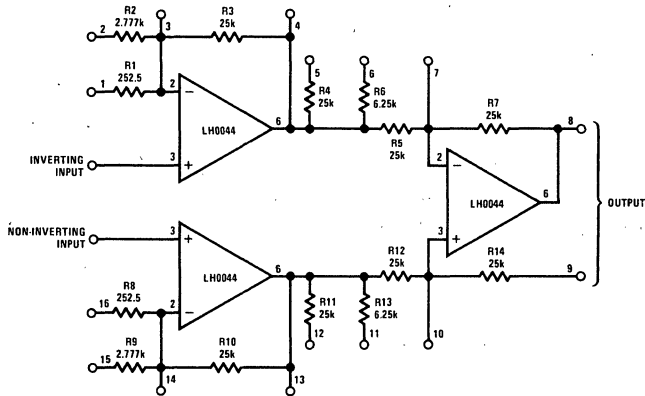 R2
2.777k
2
3
R3
25k
4
R1
252.5
1
2
−
LH0044
6
INVERTING
INPUT
3
+
5
R4
25k
6
R6
6.25k
R5
25k
7
R7
25k
8
2
−
LH0044
6
3
+
OUTPUT
NON-INVERTING
INPUT
3
+
LH0044
6
R8
252.5
16
2
−
R9
2.777k
15
14
R10
25k
13
R11
25k
12
R13
6.25k
11
R12
25k
10
R14
25k
9